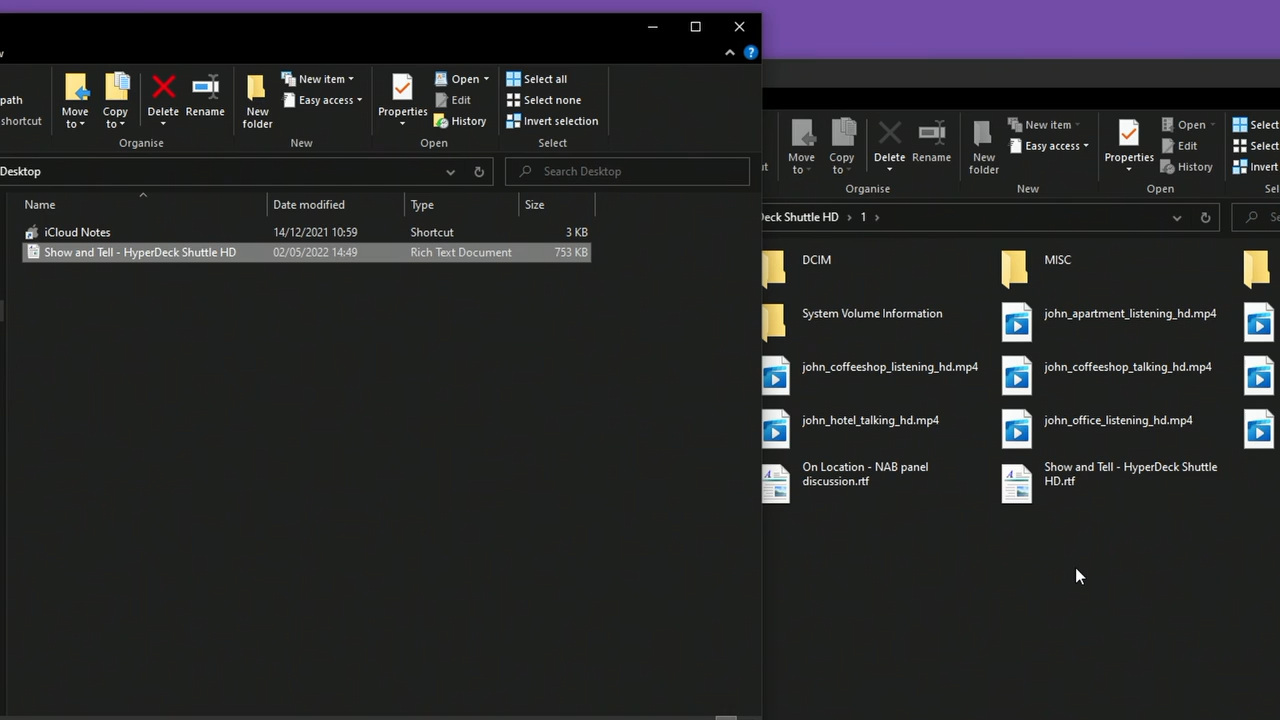 path
shortcut
Move to
Copy to
Delete
Rename
Organise
New folder
New item
Easy access
New
Properties
Open
Edit
History
Open
Select all
Select none
Invert selection
Select
Desktop
Search Desktop
Name
Date modified
Type
Size
iCloud Notes 14/12/2021 10:59 Shortcut 3 KB
Show and Tell - HyperDeck Shuttle HD 02/05/2022 14:49 Rich Text Document 753 KB
Move to
Copy to
Delete
Rename
Organise
New folder
New item
Easy access
New
Properties
Open
Edit
History
Open
Select
Select
Invert
Shuttle HD > 1 >
DCIM
MISC
System Volume Information
john_apartment_listening_hd.mp4
john_coffeeshop_listening_hd.mp4
john_coffeeshop_talking_hd.mp4
john_hotel_talking_hd.mp4
john_office_listening_hd.mp4
On Location - NAB panel
discussion.rtf
Show and Tell - HyperDeck Shuttle
HD.rtf